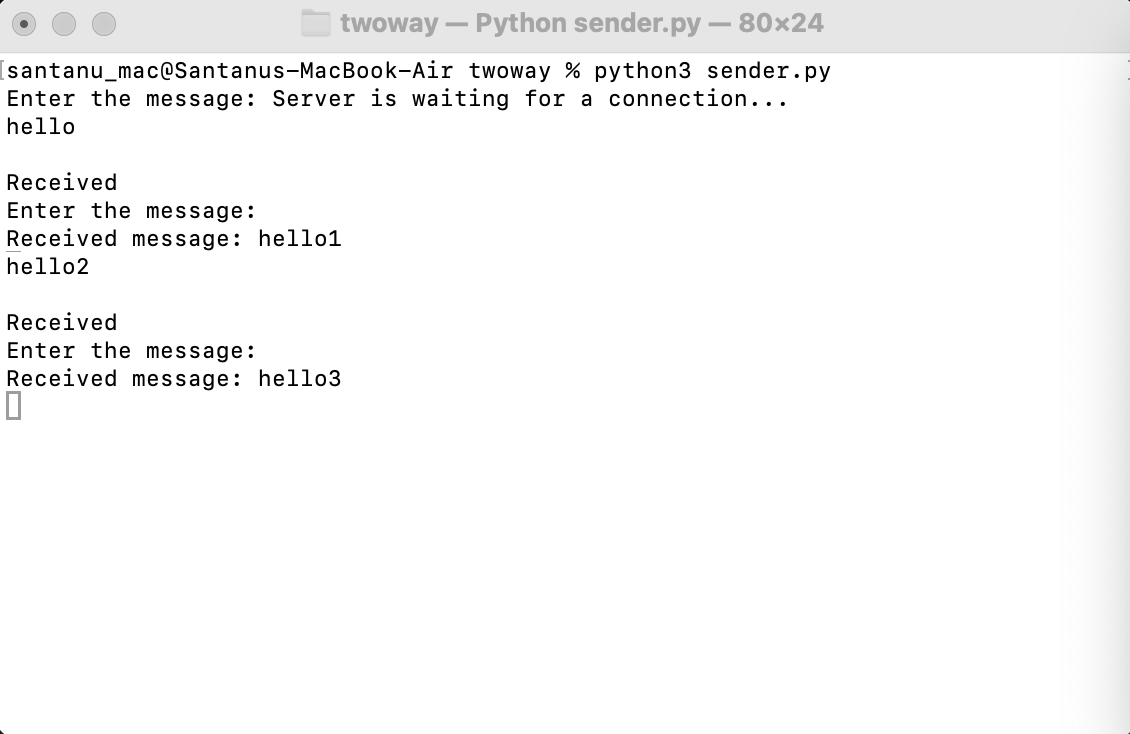 twoway — Python sender.py — 80×24
santanu_mac@Santanus-MacBook-Air twoway % python3 sender.py
Enter the message: Server is waiting for a connection...
hello
Received
Enter the message:
Received message: hello1
hello2
Received
Enter the message:
Received message: hello3